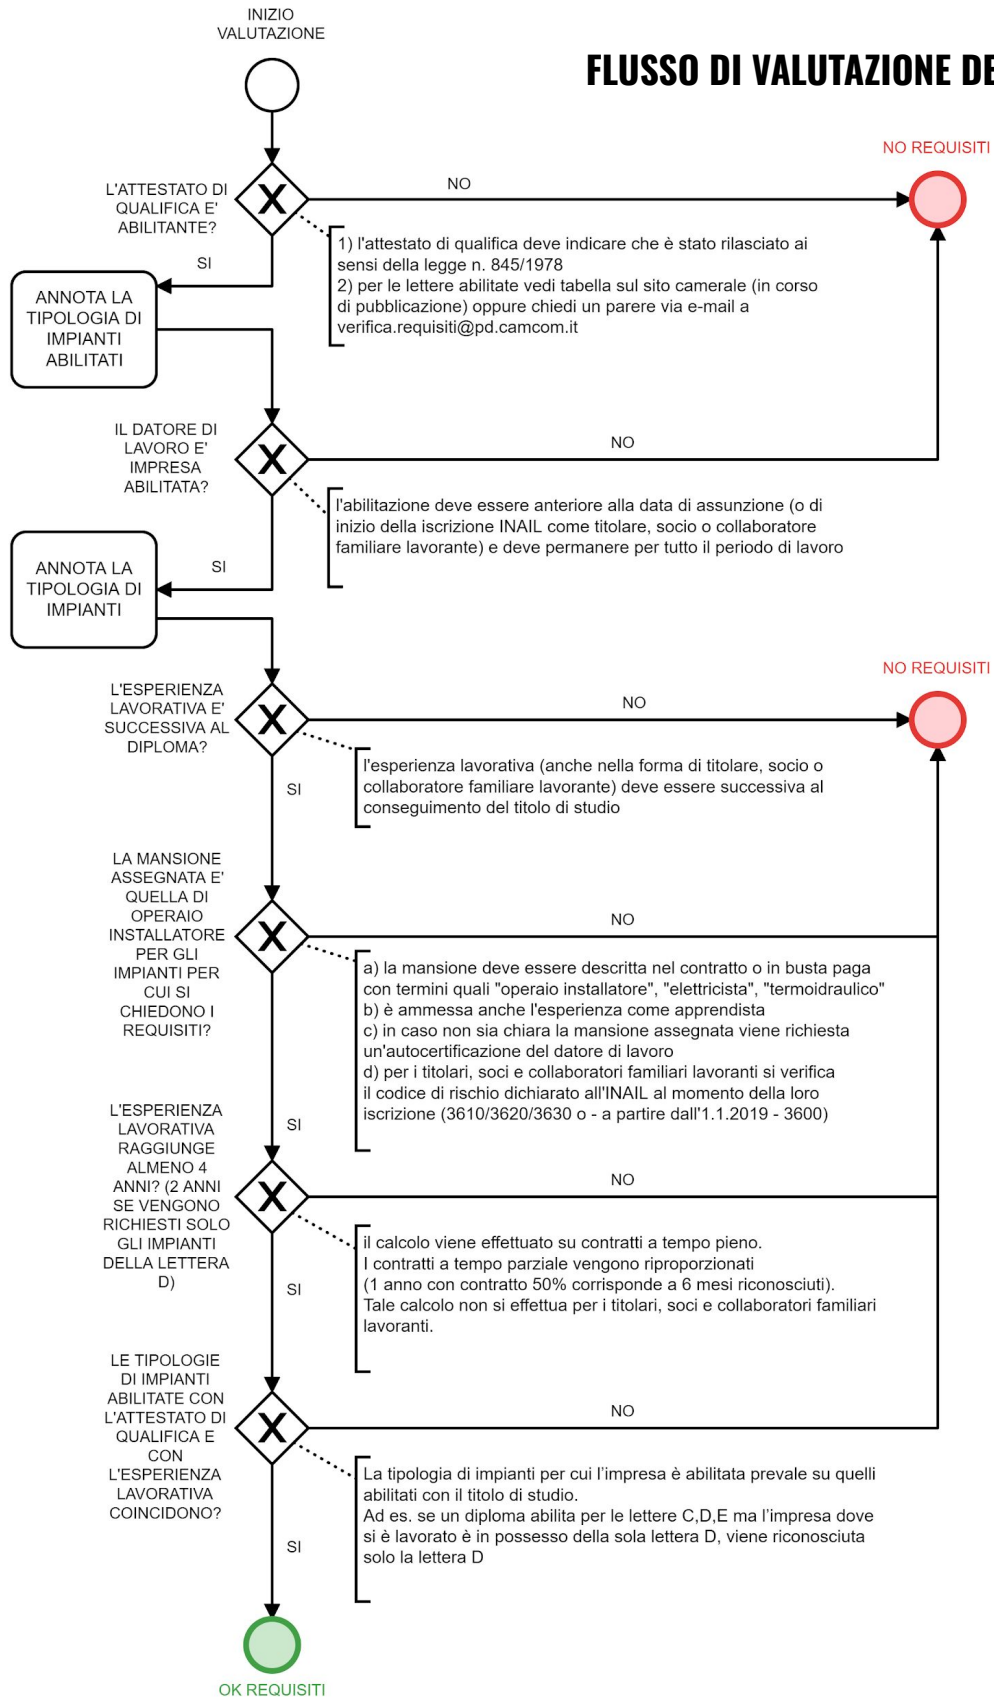 INIZIO
VALUTAZIONE
FLUSSO DI VALUTAZIONE DE
NO REQUISITI
L'ATTESTATO DI
QUALIFICA E'
ABILITANTE?
X
NO
1) l'attestato di qualifica deve indicare che è stato rilasciato ai
sensi della legge n. 845/1978
2) per le lettere abilitate vedi tabella sul sito camerale (in corso
di pubblicazione) oppure chiedi un parere via e-mail a
verifica.requisiti@pd.camcom.it
SI
ANNOTA LA
TIPOLOGIA DI
IMPIANTI
ABILITATI
IL DATORE DI
LAVORO E'
IMPRESA
ABILITATA?
X
NO
l'abilitazione deve essere anteriore alla data di assunzione (o di
inizio della iscrizione INAIL come titolare, socio o collaboratore
familiare lavorante) e deve permanere per tutto il periodo di lavoro
SI
ANNOTA LA
TIPOLOGIA DI
IMPIANTI
NO REQUISITI
L'ESPERIENZA
LAVORATIVA E'
SUCCESSIVA AL
DIPLOMA?
X
NO
l'esperienza lavorativa (anche nella forma di titolare, socio o
collaboratore familiare lavorante) deve essere successiva al
conseguimento del titolo di studio
SI
LA MANSIONE
ASSEGNATA E'
QUELLA DI
OPERAIO
INSTALLATORE
PER GLI
IMPIANTI PER
CUI SI
CHIEDONO I
REQUISITI?
X
NO
a) la mansione deve essere descritta nel contratto o in busta paga
con termini quali "operaio installatore", "elettricista", "termoidraulico"
b) è ammessa anche l'esperienza come apprendista
c) in caso non sia chiara la mansione assegnata viene richiesta
un'autocertificazione del datore di lavoro
d) per i titolari, soci e collaboratori familiari lavoranti si verifica
il codice di rischio dichiarato all'INAIL al momento della loro
iscrizione (3610/3620/3630 o - a partire dall'1.1.2019 - 3600)
SI
L'ESPERIENZA
LAVORATIVA
RAGGIUNGE
ALMENO 4
ANNI? (2 ANNI
SE VENGONO
RICHIESTI SOLO
GLI IMPIANTI
DELLA LETTERA
D)
X
NO
il calcolo viene effettuato su contratti a tempo pieno.
I contratti a tempo parziale vengono riproporzionati
(1 anno con contratto 50% corrisponde a 6 mesi riconosciuti).
Tale calcolo non si effettua per i titolari, soci e collaboratori familiari
lavoranti.
SI
LE TIPOLOGIE
DI IMPIANTI
ABILITATE CON
L'ATTESTATO DI
QUALIFICA E
CON
L'ESPERIENZA
LAVORATIVA
COINCIDONO?
X
NO
La tipologia di impianti per cui l'impresa è abilitata prevale su quelli
abilitati con il titolo di studio.
Ad es. se un diploma abilita per le lettere C,D,E ma l'impresa dove
si è lavorato è in possesso della sola lettera D, viene riconosciuta
solo la lettera D
SI
OK REQUISITI